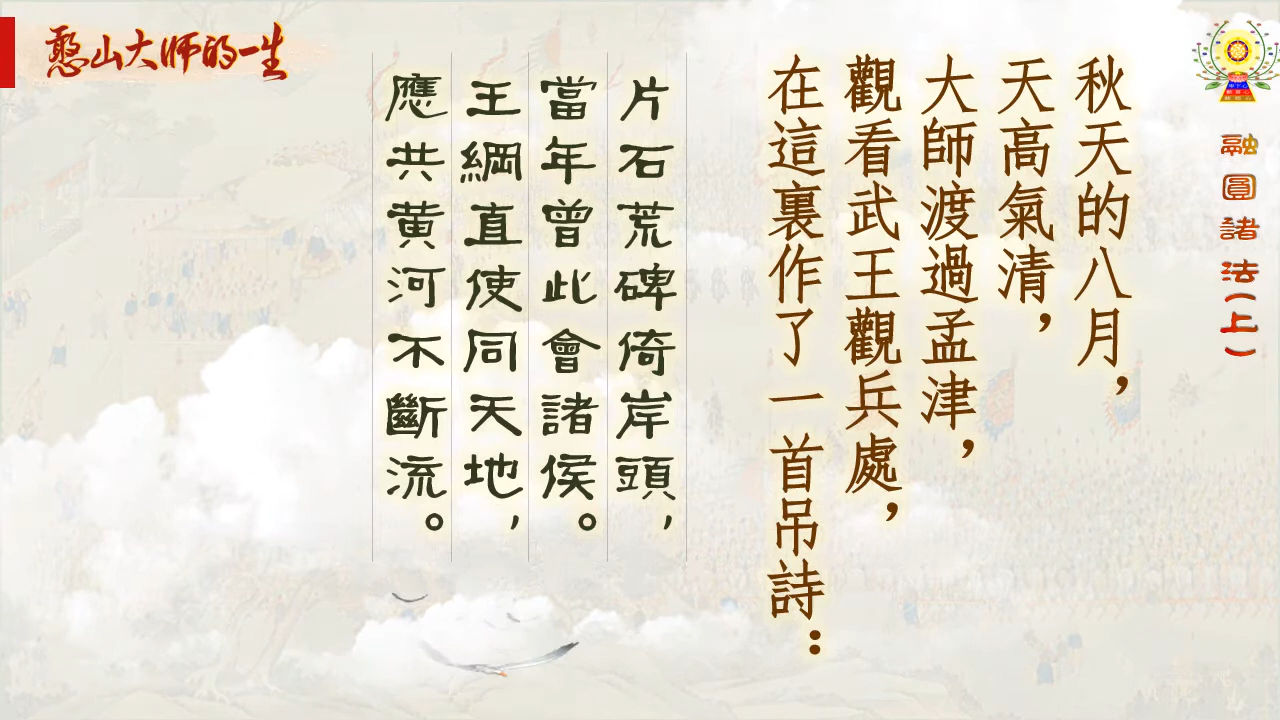 憨山大师的一生
融圓諸法(上)
秋天的八月，
天高氣清，
大師渡過孟津，
觀看武王觀兵處，
在這裏作了一首吊詩：
片石荒碑倚岸頭，
當年曾此會諸侯。
王綱直使同天地，
應共黄河不斷流。